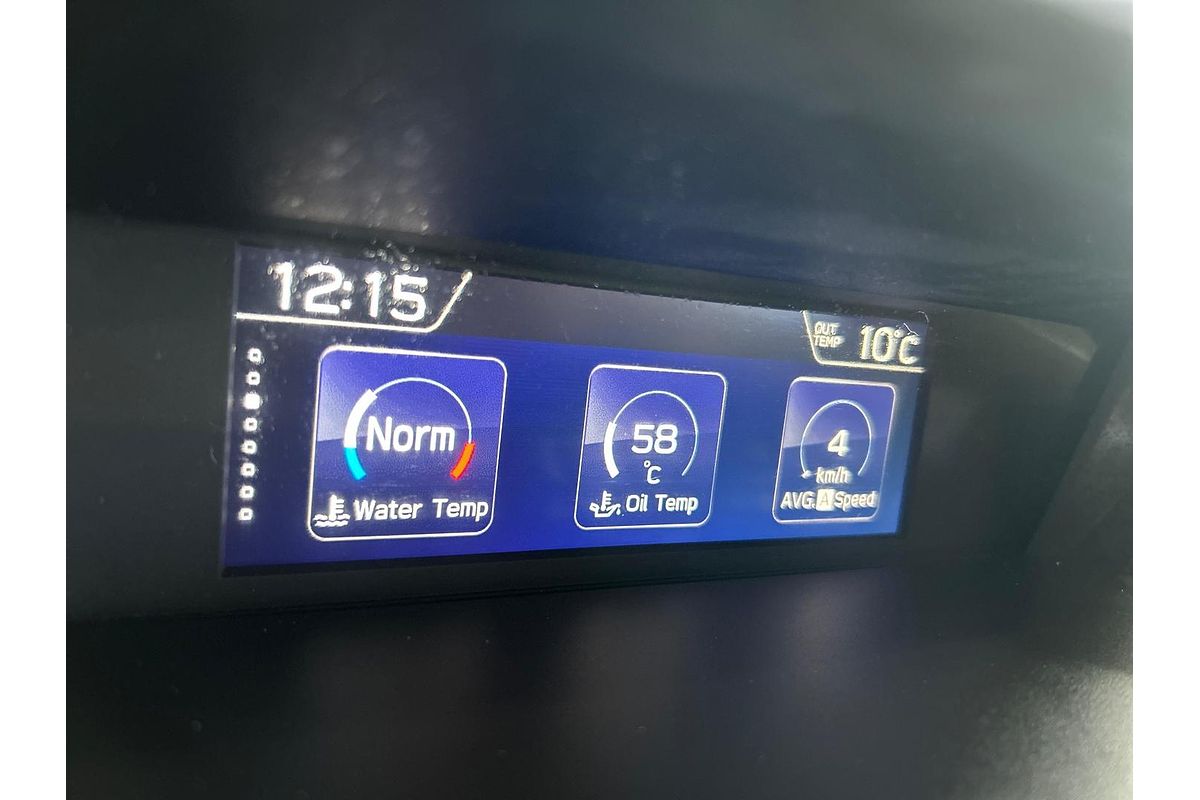 12:15
OUT
TEMP
10°C
Norm
Water Temp
58
°C
Oil Temp
4
km/h
AVG. A Speed